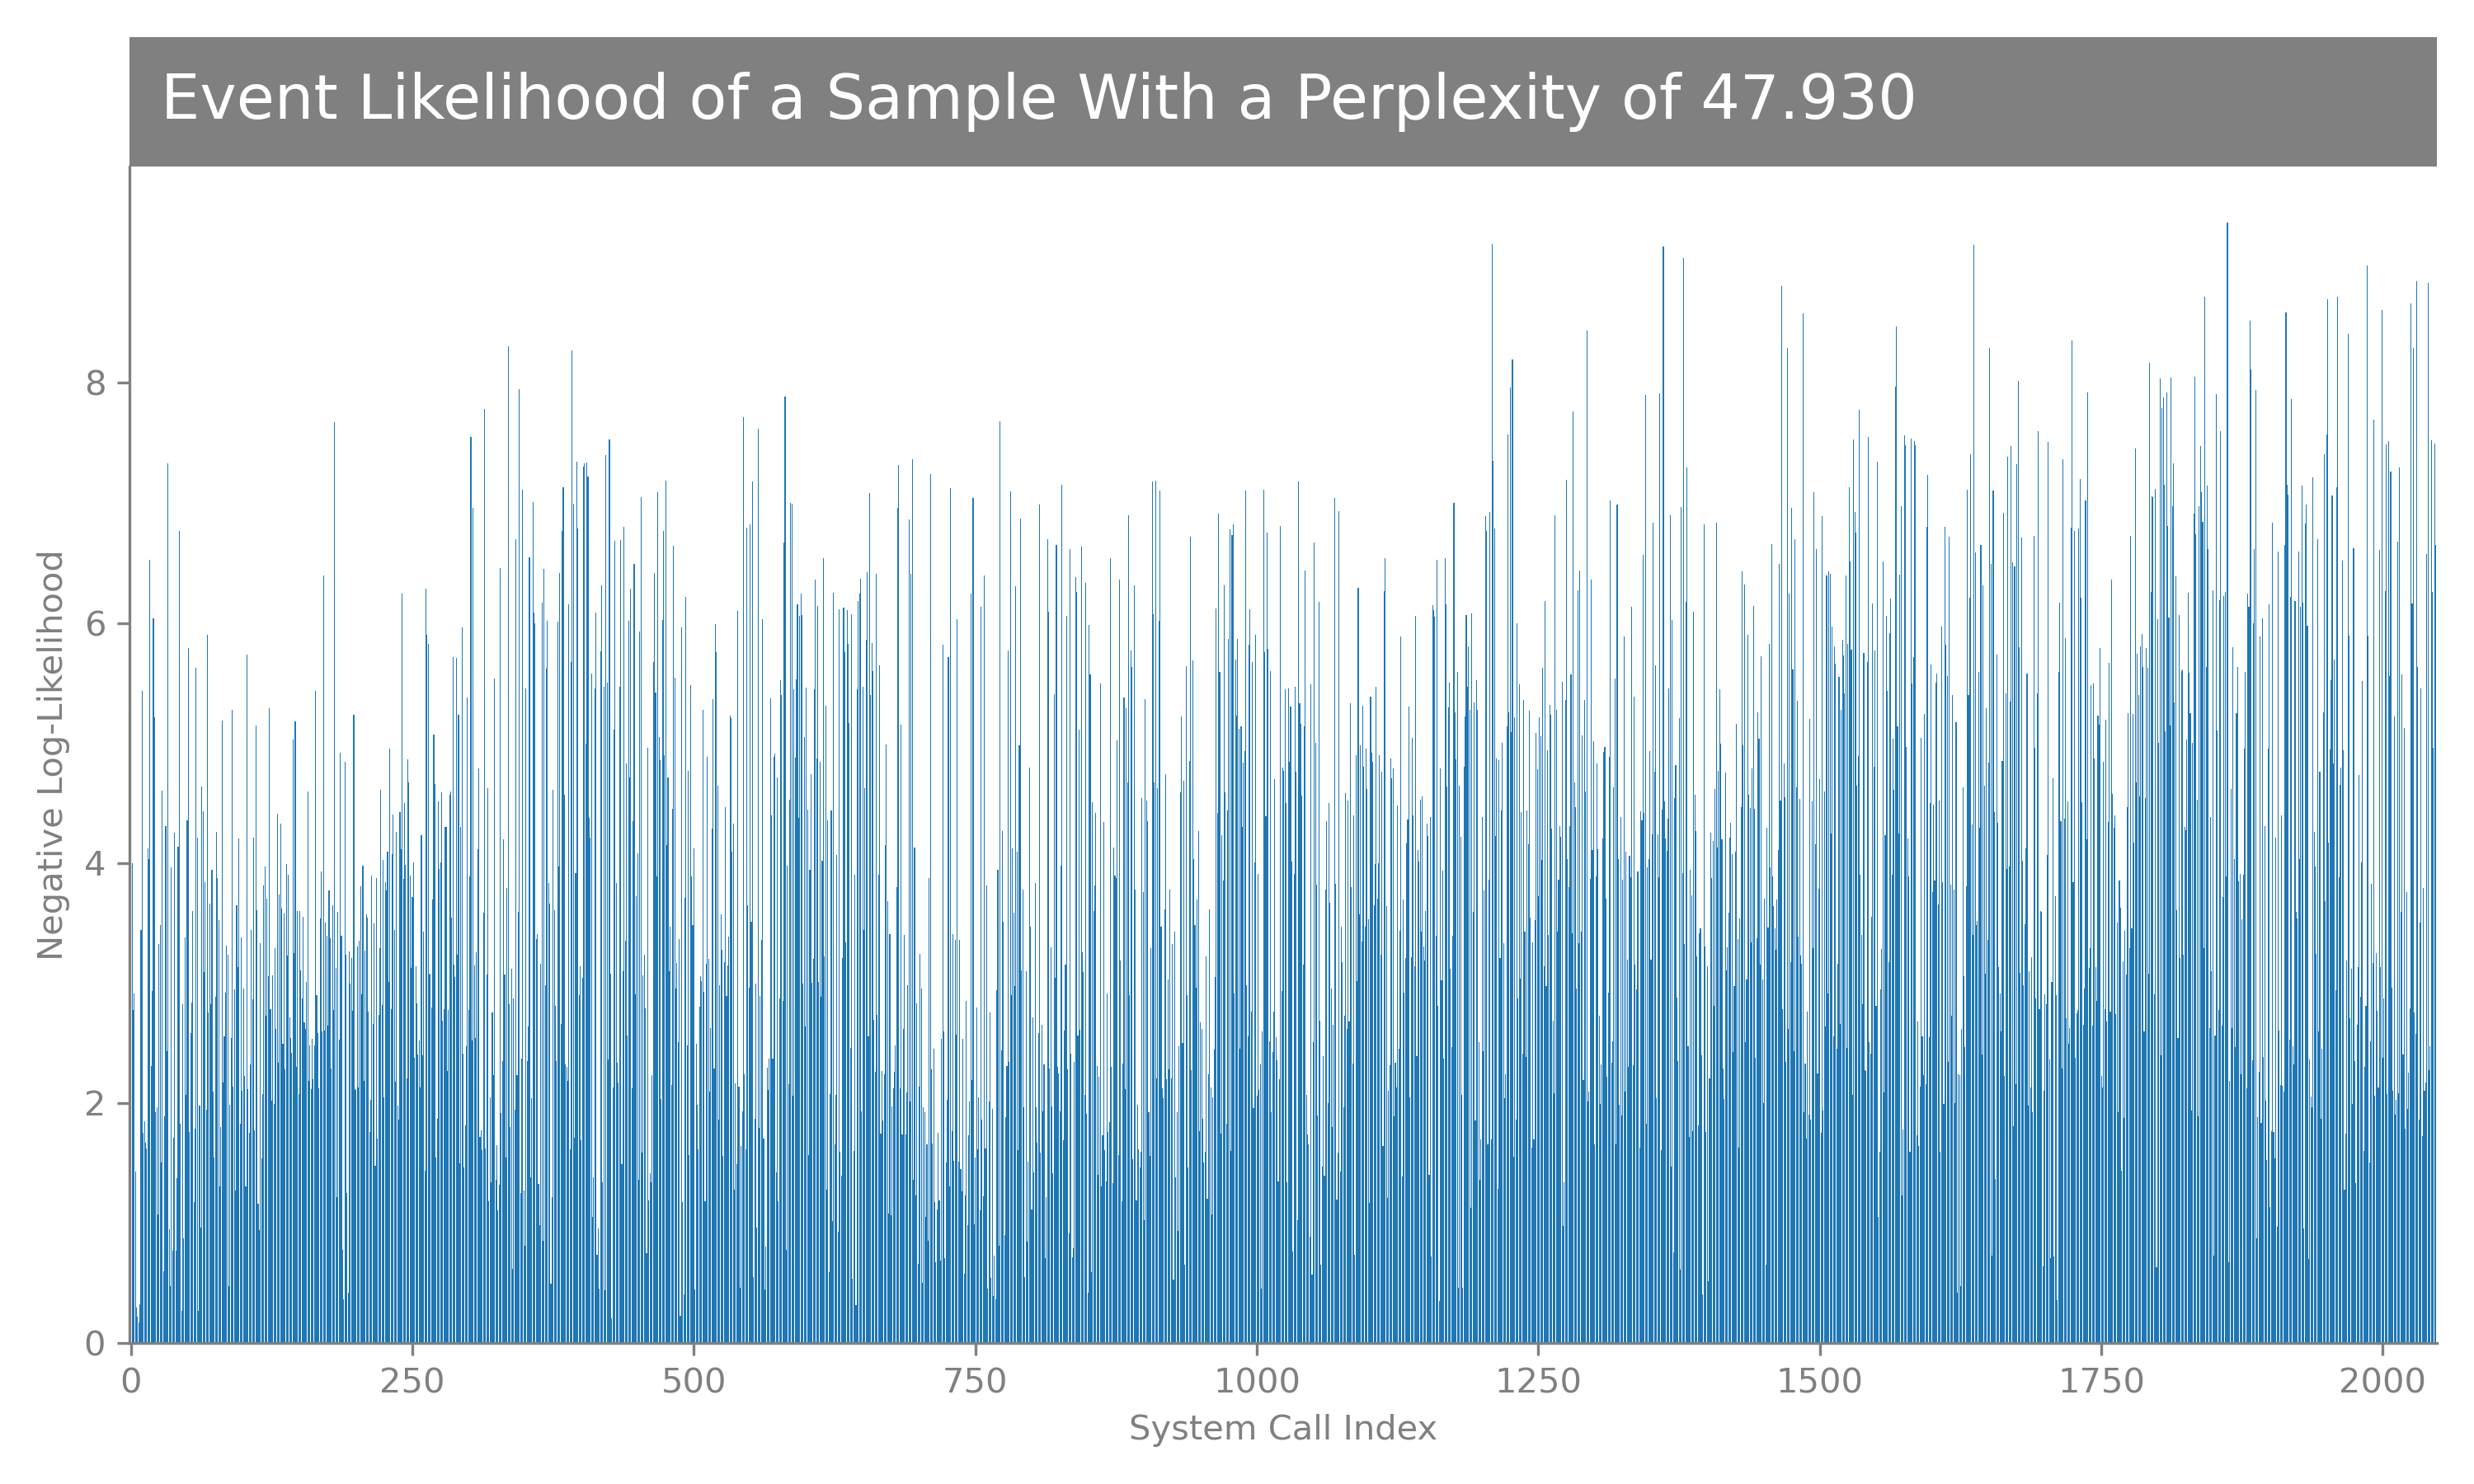 Event Likelihood of a Sample With a Perplexity of 47.930
Negative Log-Likelihood
8
6
4
2
0
0 250 500 750 1000 1250 1500 1750 2000
System Call Index